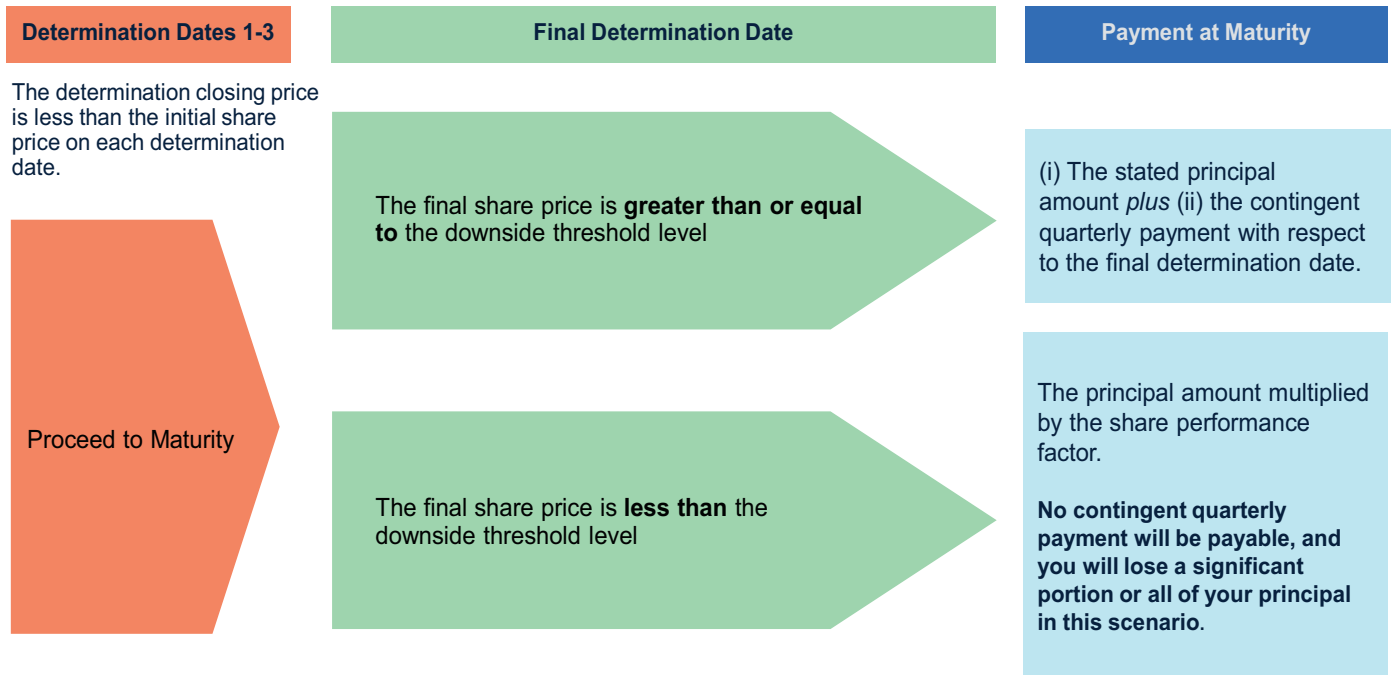 Determination Dates 1-3
Final Determination Date
Payment at Maturity
The determination closing price
is less than the initial share
price on each determination
date.
Proceed to Maturity
The final share price is greater than or equal
to the downside threshold level
(i) The stated principal
amount plus (ii) the contingent
quarterly payment with respect
to the final determination date.
The final share price is less than the
downside threshold level
The principal amount multiplied
by the share performance
factor.
No contingent quarterly
payment will be payable, and
you will lose a significant
portion or all of your principal
in this scenario.